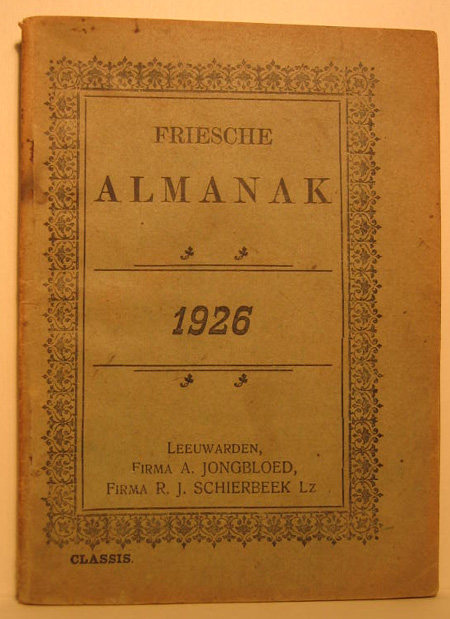 FRIESCHE
ALMANAK
1926
LEEUWARDEN,
FIRMA A. JONGBLOED,
FIRMA R. J. SCHIERBEEK LZ
CLASSIS.